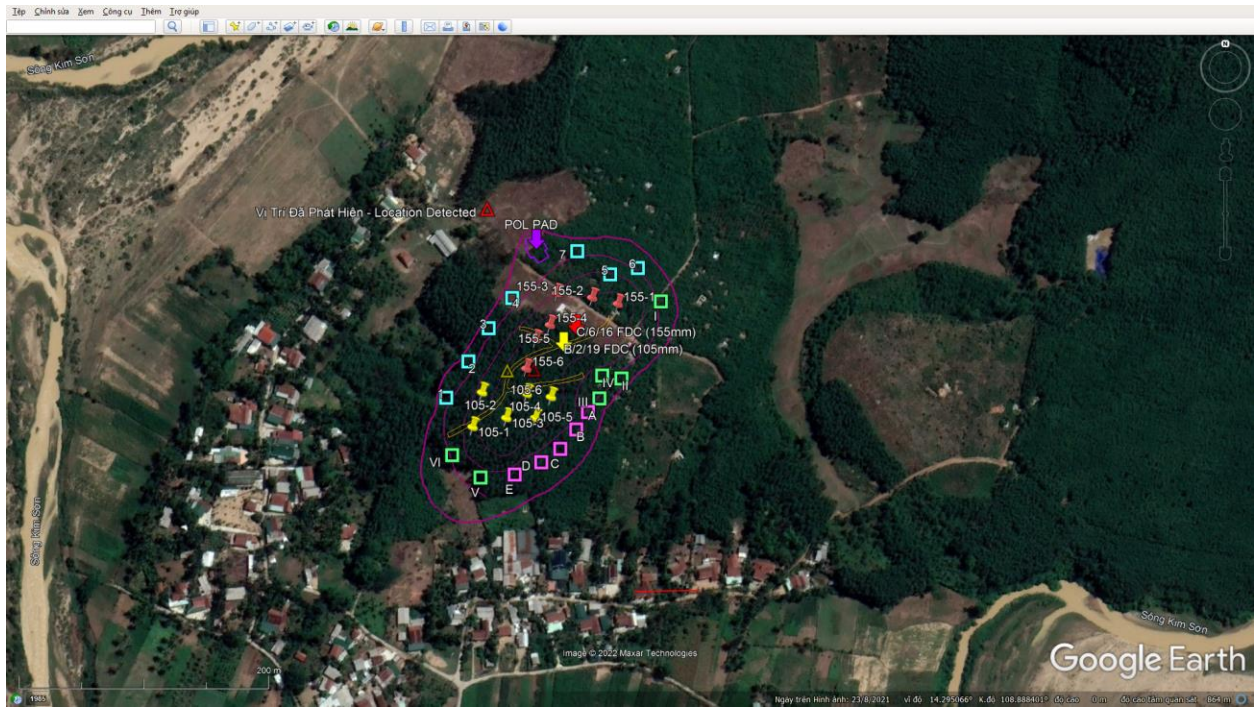 Tệp Chỉnh sửa Xem Công cụ Thêm Trợ giúp
Sông Kim Sơn
Vị Trí Đã Phát Hiện - Location Detected
POL PAD
7
6
5
155-3
155-2
155-1
4
I
155-4
C/6/16 FDC (155mm)
3
155-5
B/2/19 FDC (105mm)
2
155-6
IV
II
1
105-2
105-6
III
105-4
105-5
A
105-1
105-3
B
VI
D
C
V
E
Sông Kim Sơn
Sông Kim Sơn
Image © 2022 Maxar Technologies
Google Earth
200 m
1985
Ngày trên Hình ảnh: 23/8/2021 vĩ độ 14.295066° K.độ 108.888401° độ cao 0 m độ cao tầm quan sát 864 m